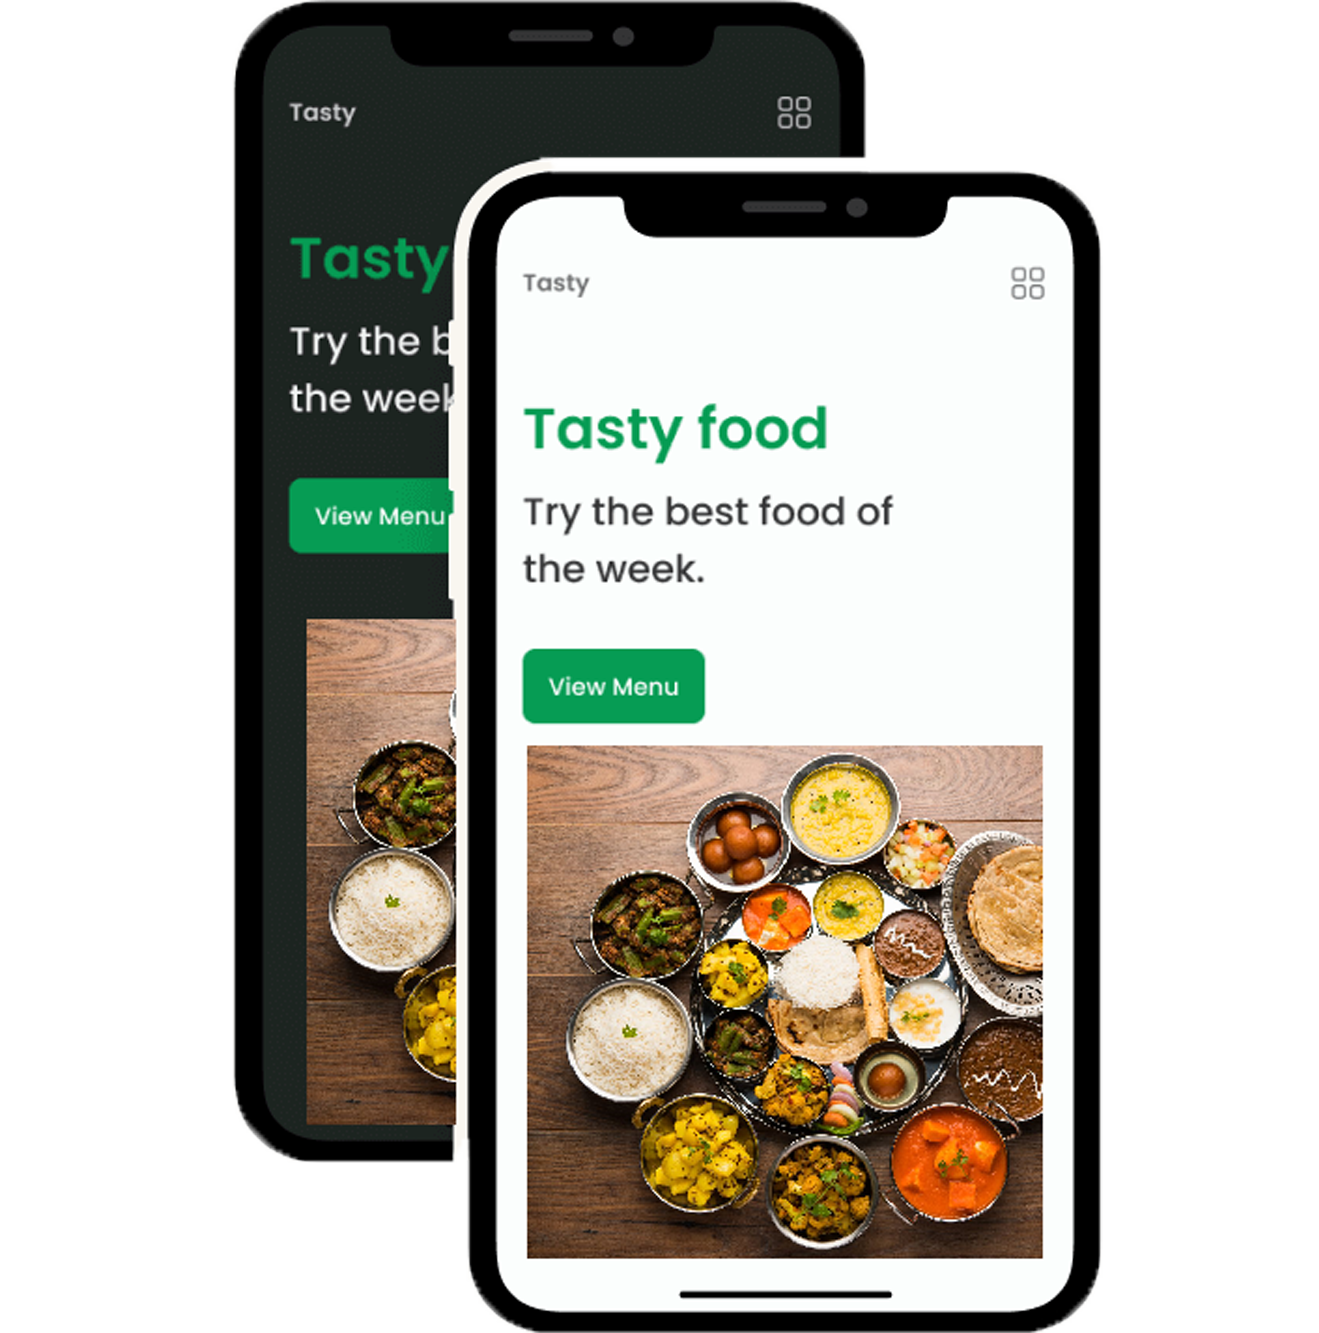 Tasty
Tasty
Try the
the week
View Menu
Tasty
Tasty food
Try the best food of
the week.
View Menu